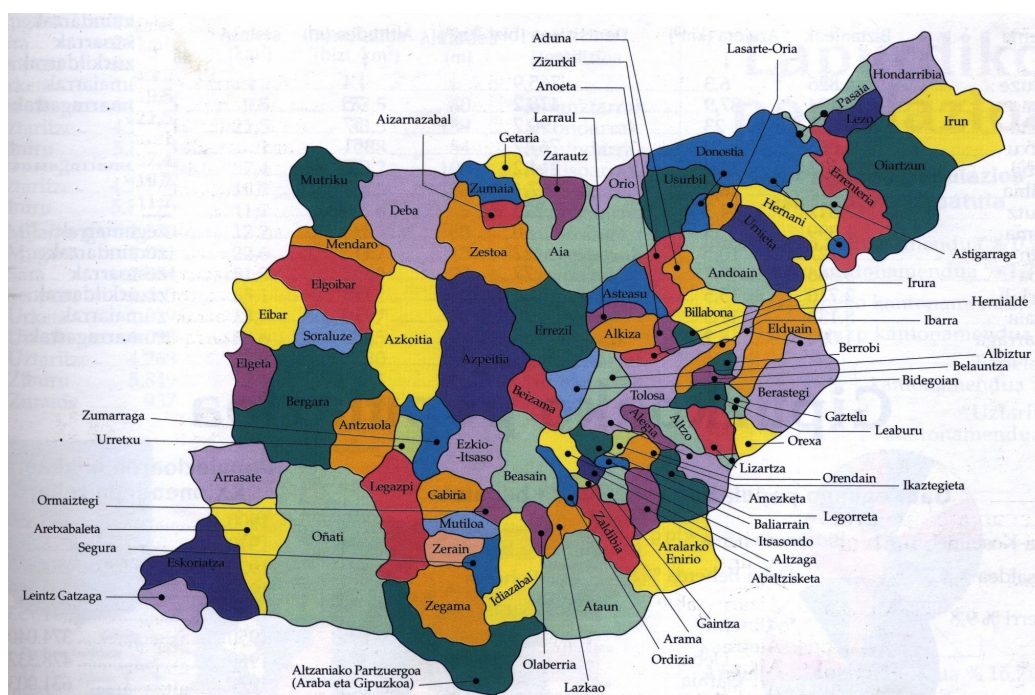 Aduna
Zizurkil
Anoeta
Larraul
Aizarnazabal
Getaria
Zarautz
Lasarte-Oria
Hondarribia
Pasaia
Lezo
Irun
Mutriku
Deba
Zumaia
Orio
Usurbil
Donostia
Errenteria
Oiartzun
Mendaro
Zestoa
Aia
Hernani
Urnieta
Astigarraga
Elgoibar
Andoain
Eibar
Soraluze
Azkoitia
Azpeitia
Errezil
Asteasu
Alkiza
Billabona
Elduain
Irura
Hernialde
Ibarra
Berrobi
Albiztur
Belauntza
Bidegoian
Elgeta
Bergara
Beizama
Tolosa
Berastegi
Gaztelu
Leaburu
Zumarraga
Urretxu
Antzuola
Ezkio-
Itsaso
Alegia
Altzo
Orexa
Lizartza
Orendain
Ikaztegieta
Arrasate
Legazpi
Gabiria
Beasain
Amezketa
Legorreta
Ormaiztegi
Mutiloa
Zaldibia
Baliarrain
Itsasondo
Altzaga
Abaltzisketa
Aretxabaleta
Oñati
Zerain
Aralarko
Enirio
Segura
Eskoriatza
Idiazabal
Zegama
Ataun
Leintz Gatzaga
Gaintza
Arama
Ordizia
Olaberria
Lazkao
Altzaniako Partzuergoa
(Araba eta Gipuzkoa)